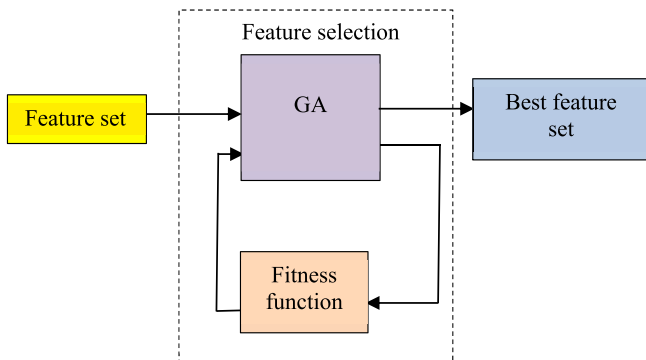 Feature selection
Feature set
GA
Best feature
set
Fitness
function